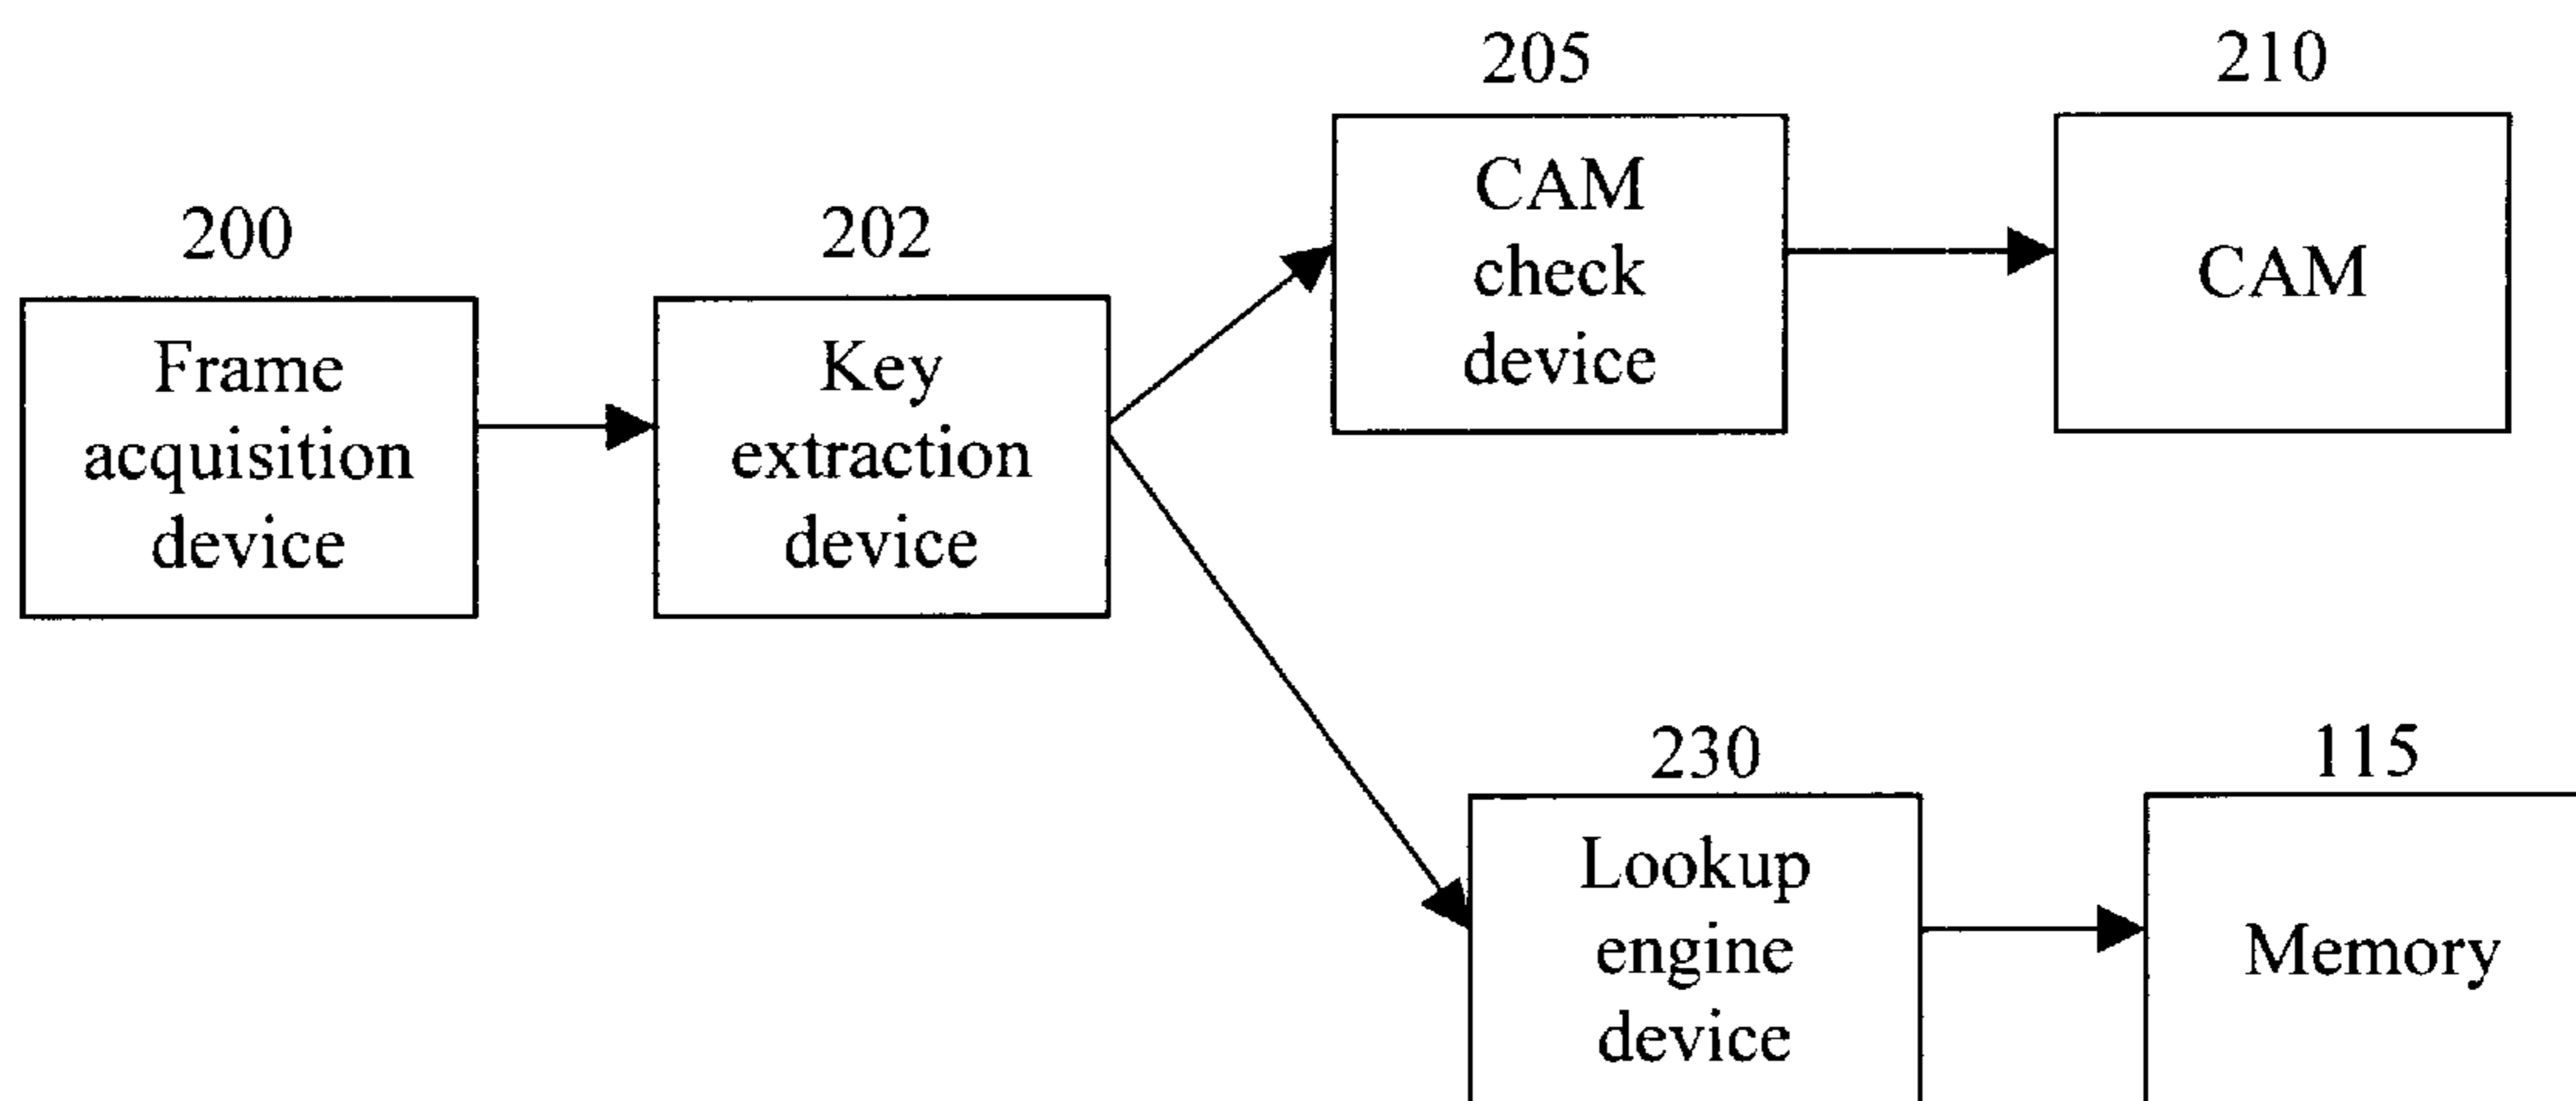 200
Frame
acquisition
device
202
Key
extraction
device
205
CAM
check
device
210
CAM
230
Lookup
engine
device
115
Memory